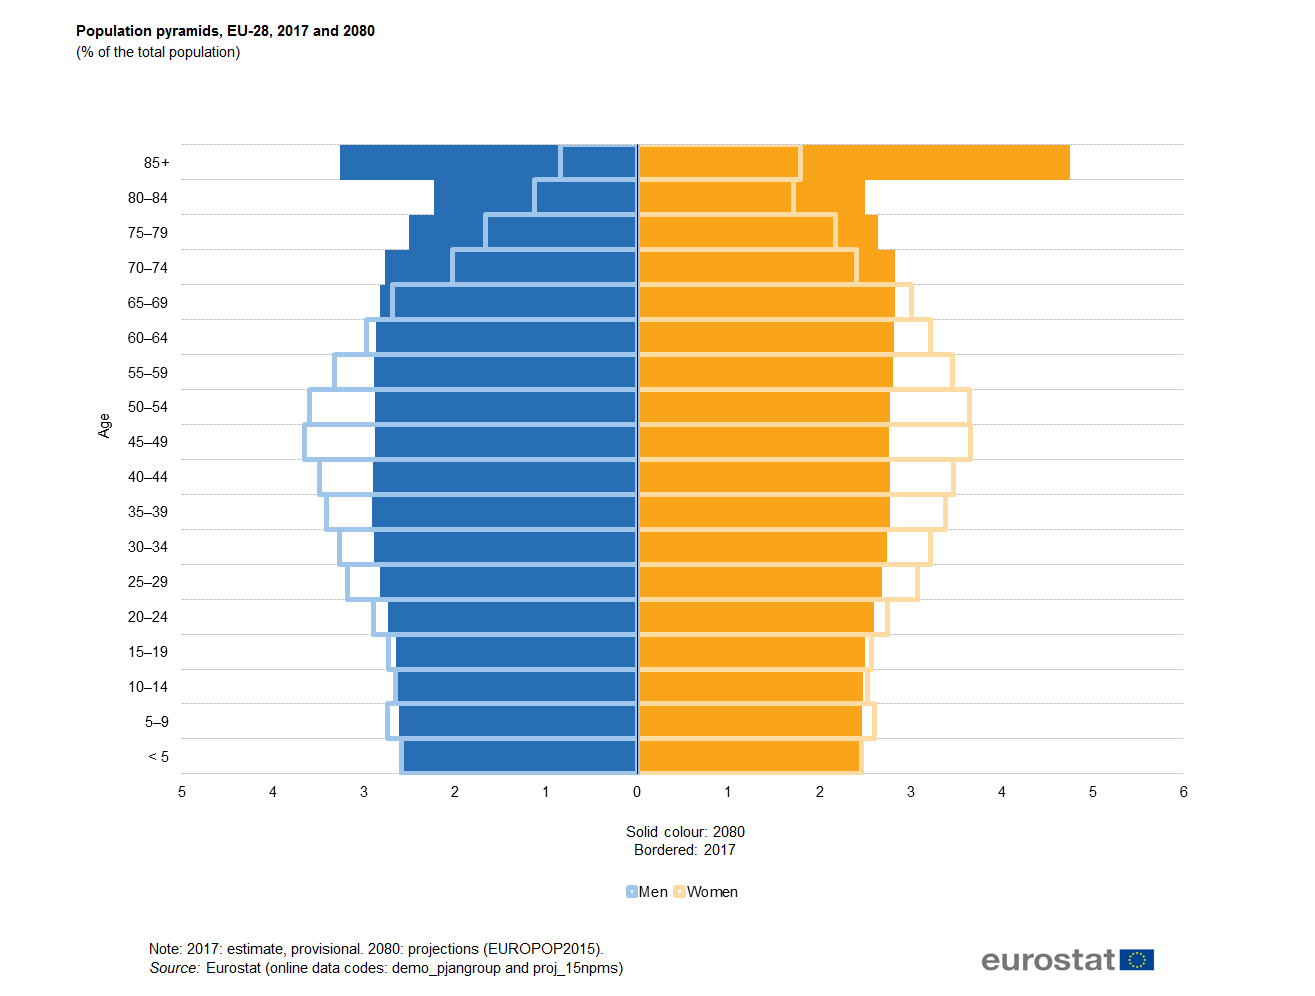 Population pyramids, EU-28, 2017 and 2080
(% of the total population)
85+
80–84
75–79
70–74
65–69
60–64
55–59
50–54
45–49
40–44
35–39
30–34
25–29
20–24
15–19
10–14
5–9
< 5
Age
5 4 3 2 1 0 1 2 3 4 5 6
Solid colour: 2080
Bordered: 2017
Men Women
Note: 2017: estimate, provisional. 2080: projections (EUROPOP2015).
Source: Eurostat (online data codes: demo_pjangroup and proj_15npms)
eurostat